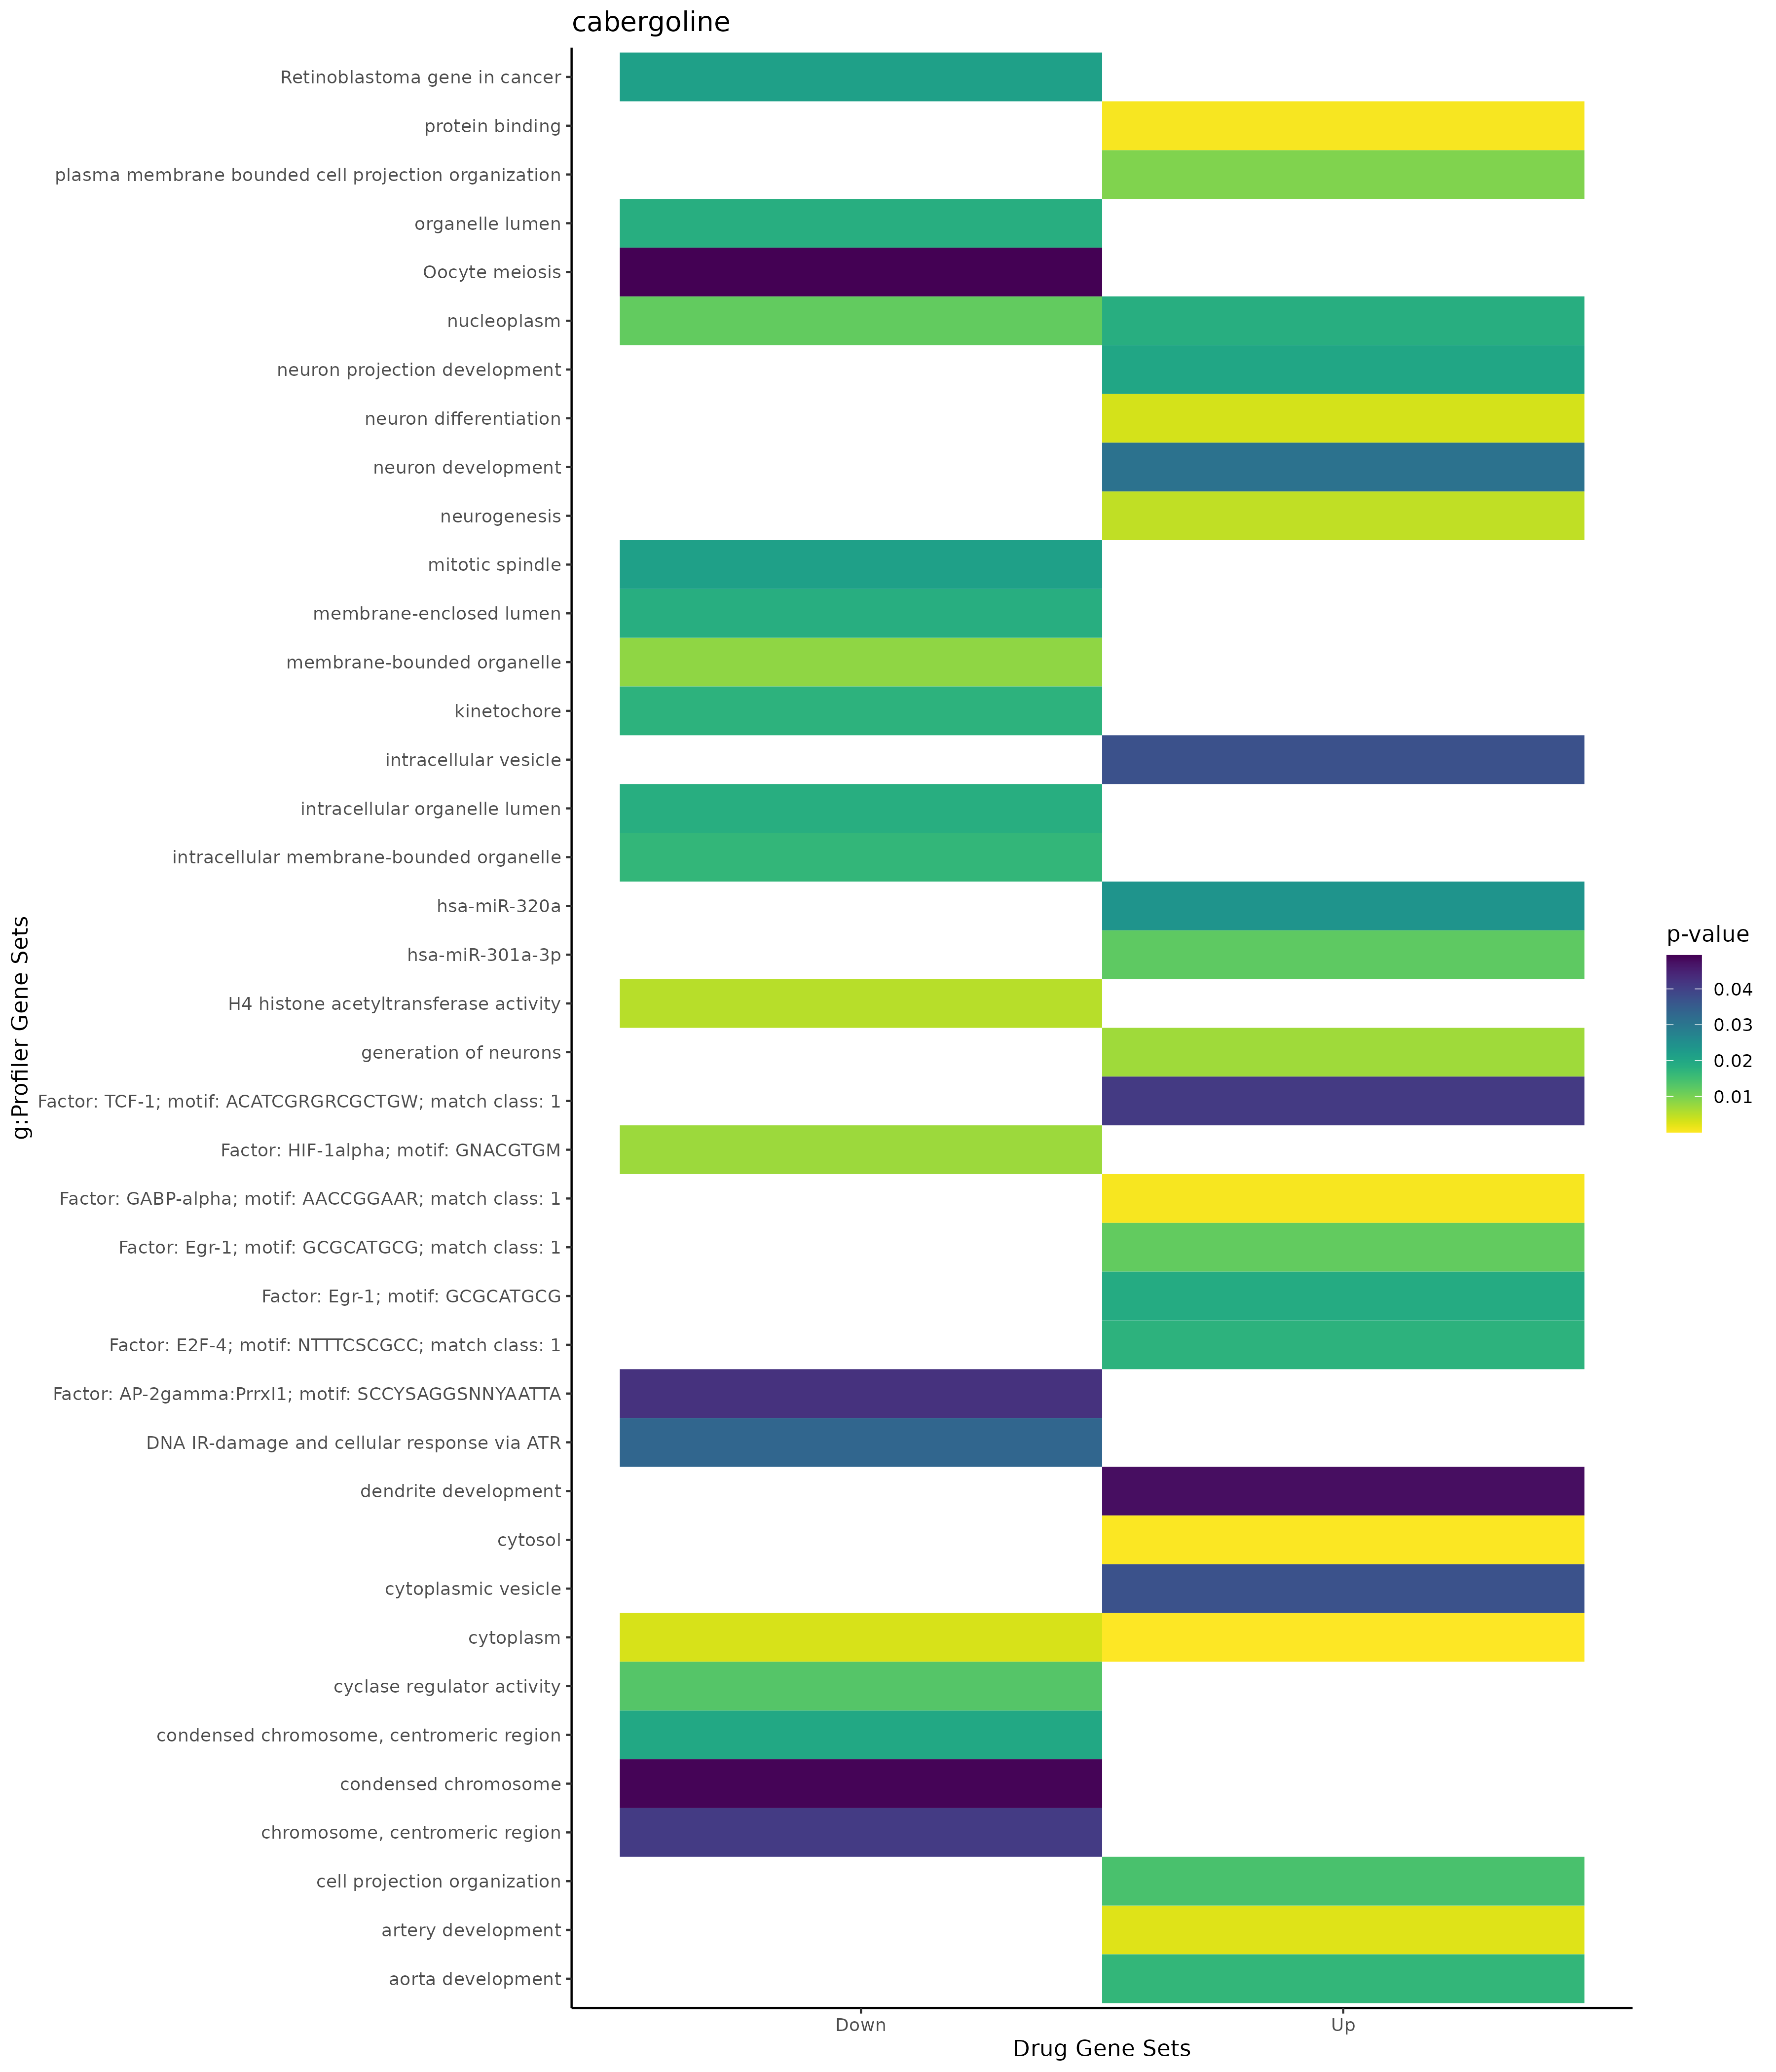 cabergoline
Retinoblastoma gene in cancer
protein binding
plasma membrane bounded cell projection organization
organelle lumen
Oocyte meiosis
nucleoplasm
neuron projection development
neuron differentiation
neuron development
neurogenesis
mitotic spindle
membrane-enclosed lumen
membrane-bounded organelle
kinetochore
intracellular vesicle
intracellular organelle lumen
intracellular membrane-bounded organelle
hsa-miR-320a
hsa-miR-301a-3p
H4 histone acetyltransferase activity
generation of neurons
Factor: TCF-1; motif: ACATCGRGRCGCTGW; match class: 1
Factor: HIF-1alpha; motif: GNACGTGM
Factor: GABP-alpha; motif: AACCGGAAR; match class: 1
Factor: Egr-1; motif: GCGCATGCG; match class: 1
Factor: Egr-1; motif: GCGCATGCG
Factor: E2F-4; motif: NTTTCSCGCC; match class: 1
Factor: AP-2gamma:Prrxl1; motif: SCCYSAGGSNNYAATTA
DNA IR-damage and cellular response via ATR
dendrite development
cytosol
cytoplasmic vesicle
cytoplasm
cyclase regulator activity
condensed chromosome, centromeric region
condensed chromosome
chromosome, centromeric region
cell projection organization
artery development
aorta development
g:Profiler Gene Sets
Down
Up
Drug Gene Sets
p-value
0.04
0.03
0.02
0.01